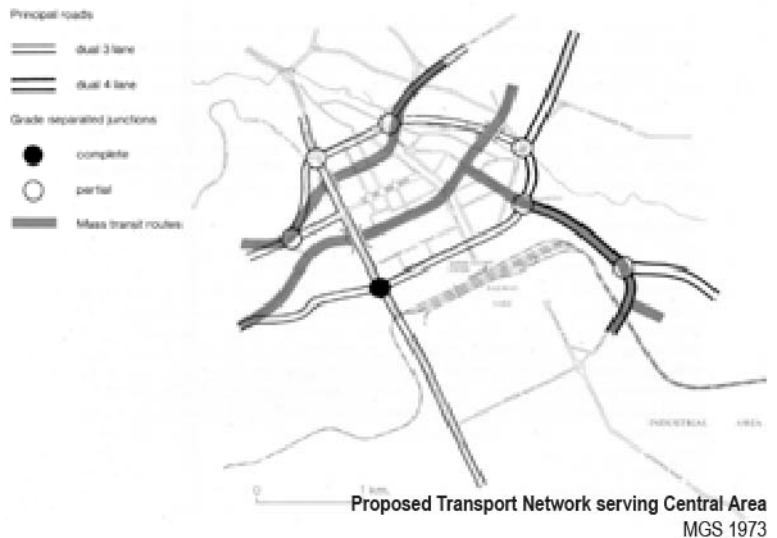 Principal roads
dual 3 lane
dual 4 lane
Grade separated junctions
complete
partial
Mass transit routes
INDUSTRIAL AREA
0 1 km.
Proposed Transport Network serving Central Area
MGS 1973